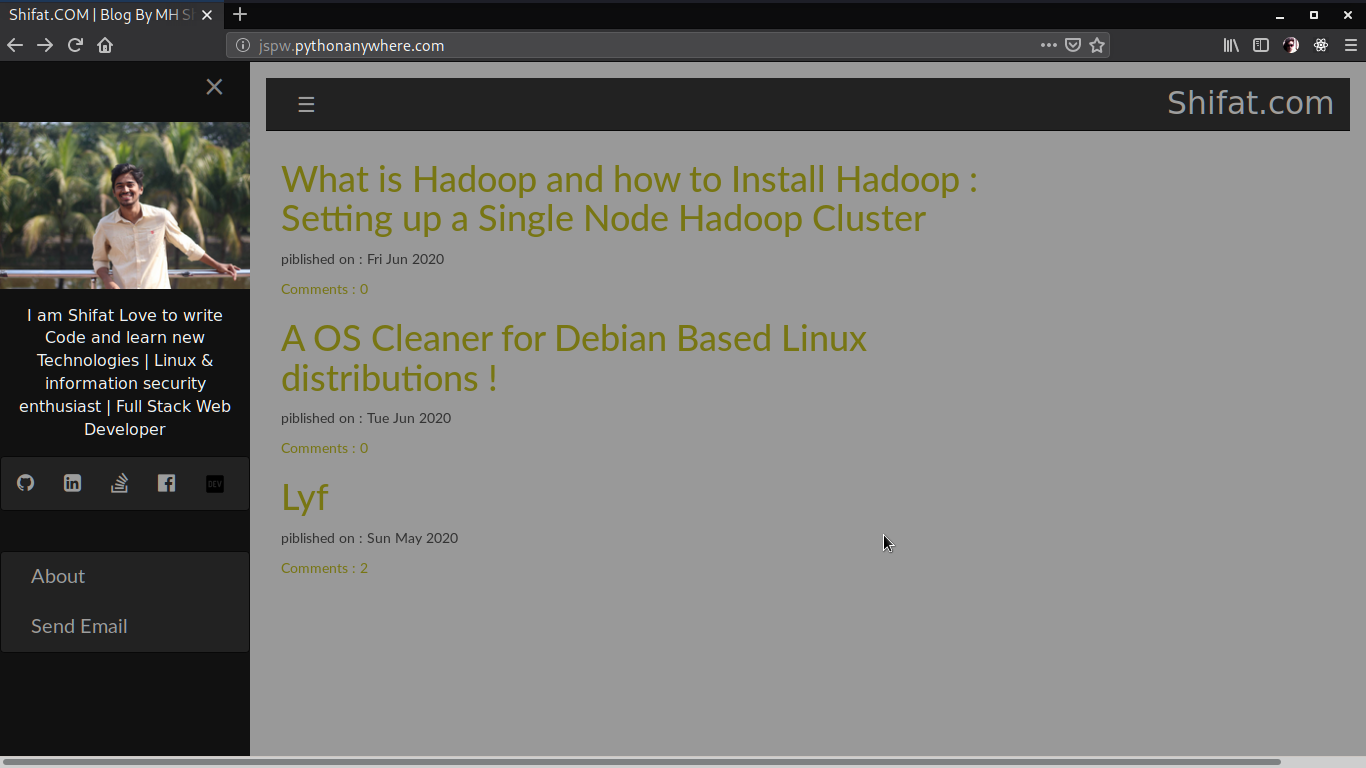 Shifat.COM | Blog By MH S
jspw.pythonanywhere.com
Shifat.com
I am Shifat Love to write
Code and learn new
Technologies | Linux &
information security
enthusiast | Full Stack Web
Developer
DEV
About
Send Email
What is Hadoop and how to Install Hadoop :
Setting up a Single Node Hadoop Cluster
piblished on : Fri Jun 2020
Comments : 0
A OS Cleaner for Debian Based Linux
distributions !
piblished on : Tue Jun 2020
Comments : 0
Lyf
piblished on : Sun May 2020
Comments : 2